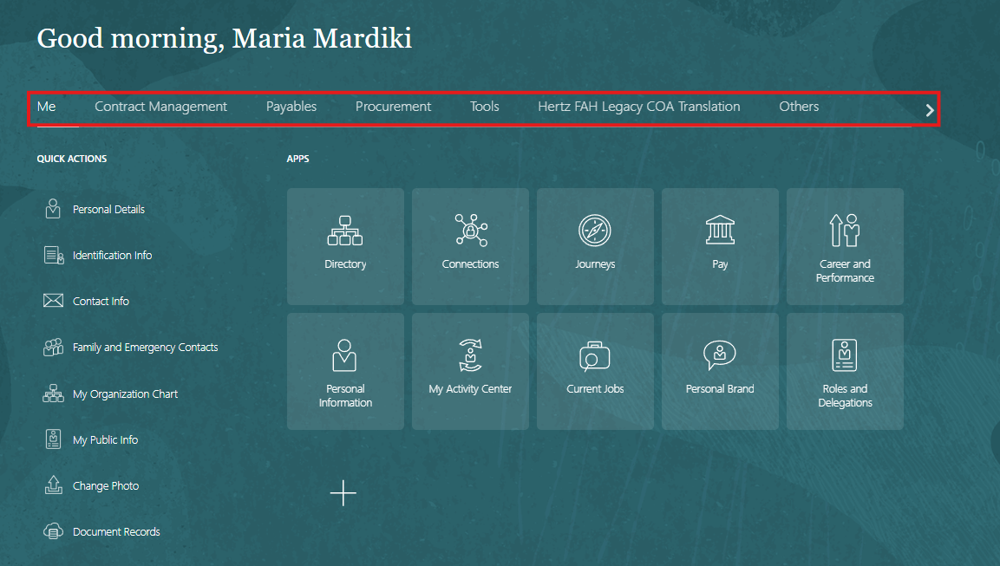 Good morning, Maria Mardiki
Me Contract Management Payables Procurement Tools Hertz FAH Legacy COA Translation Others
QUICK ACTIONS
Personal Details
Identification Info
Contact Info
Family and Emergency Contacts
My Organization Chart
My Public Info
Change Photo
Document Records
APPS
Directory
Connections
Journeys
Pay
Career and
Performance
Personal
Information
My Activity Center
Current Jobs
Personal Brand
Roles and
Delegations